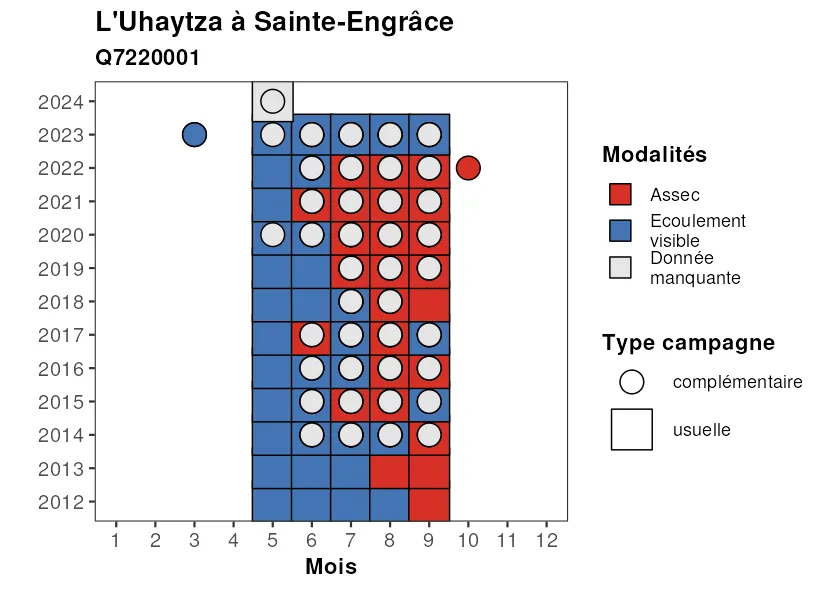 L'Uhaytza à Sainte-Engrâce
Q7220001
2024
2023
2022
2021
2020
2019
2018
2017
2016
2015
2014
2013
2012
1 2 3 4 5 6 7 8 9 10 11 12
Mois
Modalités
Assec
Ecoulement
visible
Donnée
manquante
Type campagne
complémentaire
usuelle